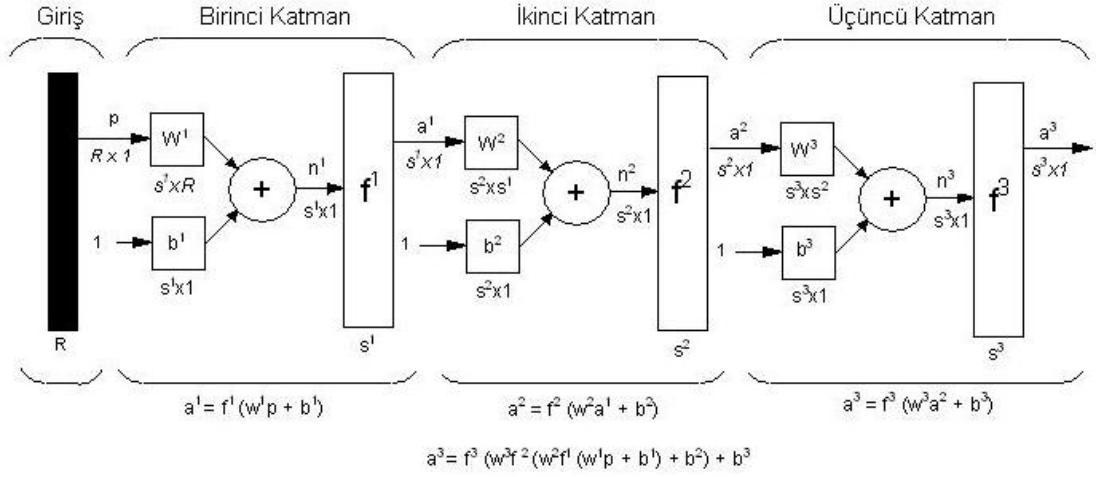 Giriş
Birinci Katman
İkinci Katman
Üçüncü Katman
p
R x 1
W¹
s¹xR
1
b¹
s¹x1
+
n¹
s¹x1
f¹
a¹
s¹x1
W²
s²xs¹
1
b²
s²x1
+
n²
s²x1
f²
a²
s²x1
W³
s³xs²
1
b³
s³x1
+
n³
s³x1
f³
a³
s³x1
R
s¹
s²
s³
a¹= f¹ (w¹p + b¹)
a²= f² (w²a¹ + b²)
a³= f³ (w³a² + b³)
a³= f³ (w³f ² (w²f¹ (w¹p + b¹) + b²) + b³